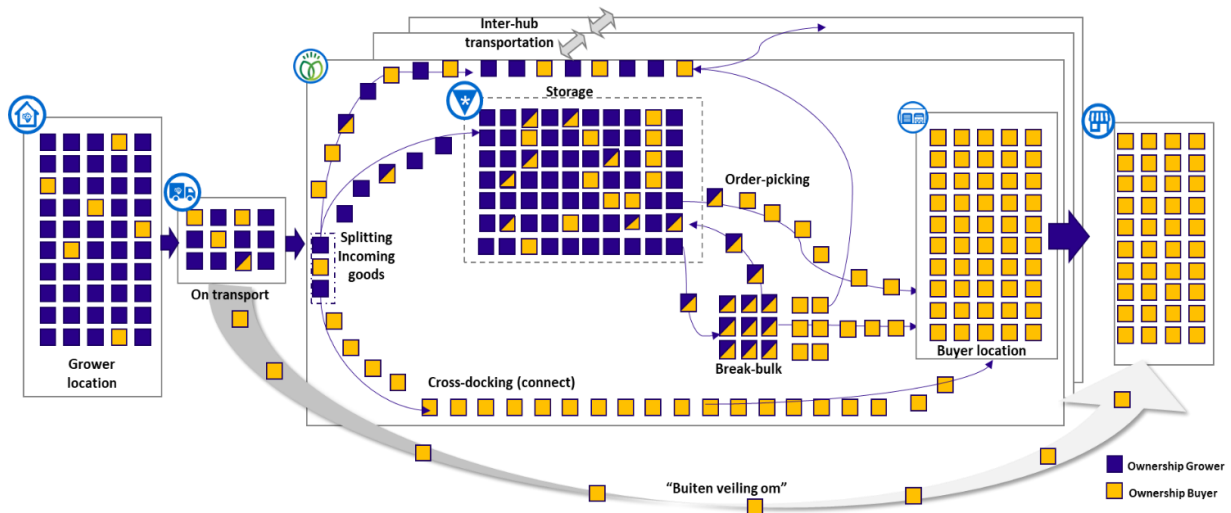 Inter-hub
transportation
Storage
Order-picking
Splitting
Incoming
goods
On transport
Grower
location
Break-bulk
Buyer location
Cross-docking (connect)
“Buiten veiling om”
Ownership Grower
Ownership Buyer